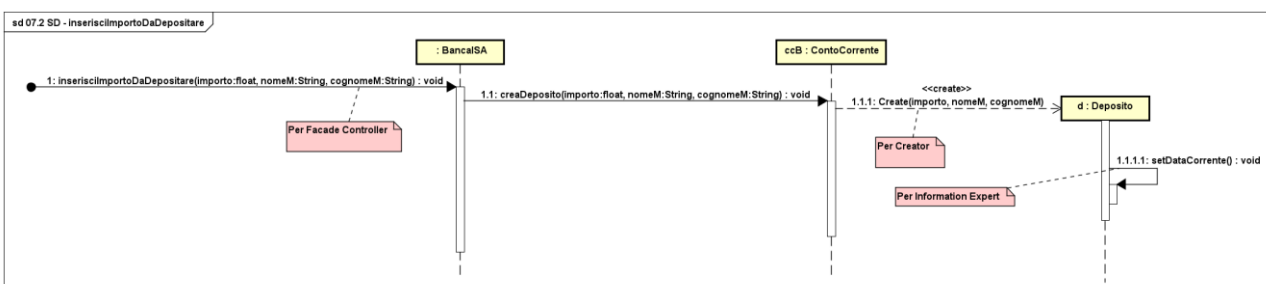 sd 07.2 SD - inserisciImportoDaDepositare
: BancaISA
ccB : ContoCorrente
1: inserisciImportoDaDepositare(importo:float, nomeM:String, cognomeM:String) : void
1.1: creaDeposito(importo:float, nomeM:String, cognomeM:String) : void
<<create>>
1.1.1: Create(importo, nomeM, cognomeM)
d : Deposito
Per Facade Controller
Per Creator
1.1.1.1: setDataCorrente() : void
Per Information Expert